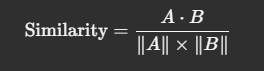 Similarity = A · B / ‖A‖ × ‖B‖